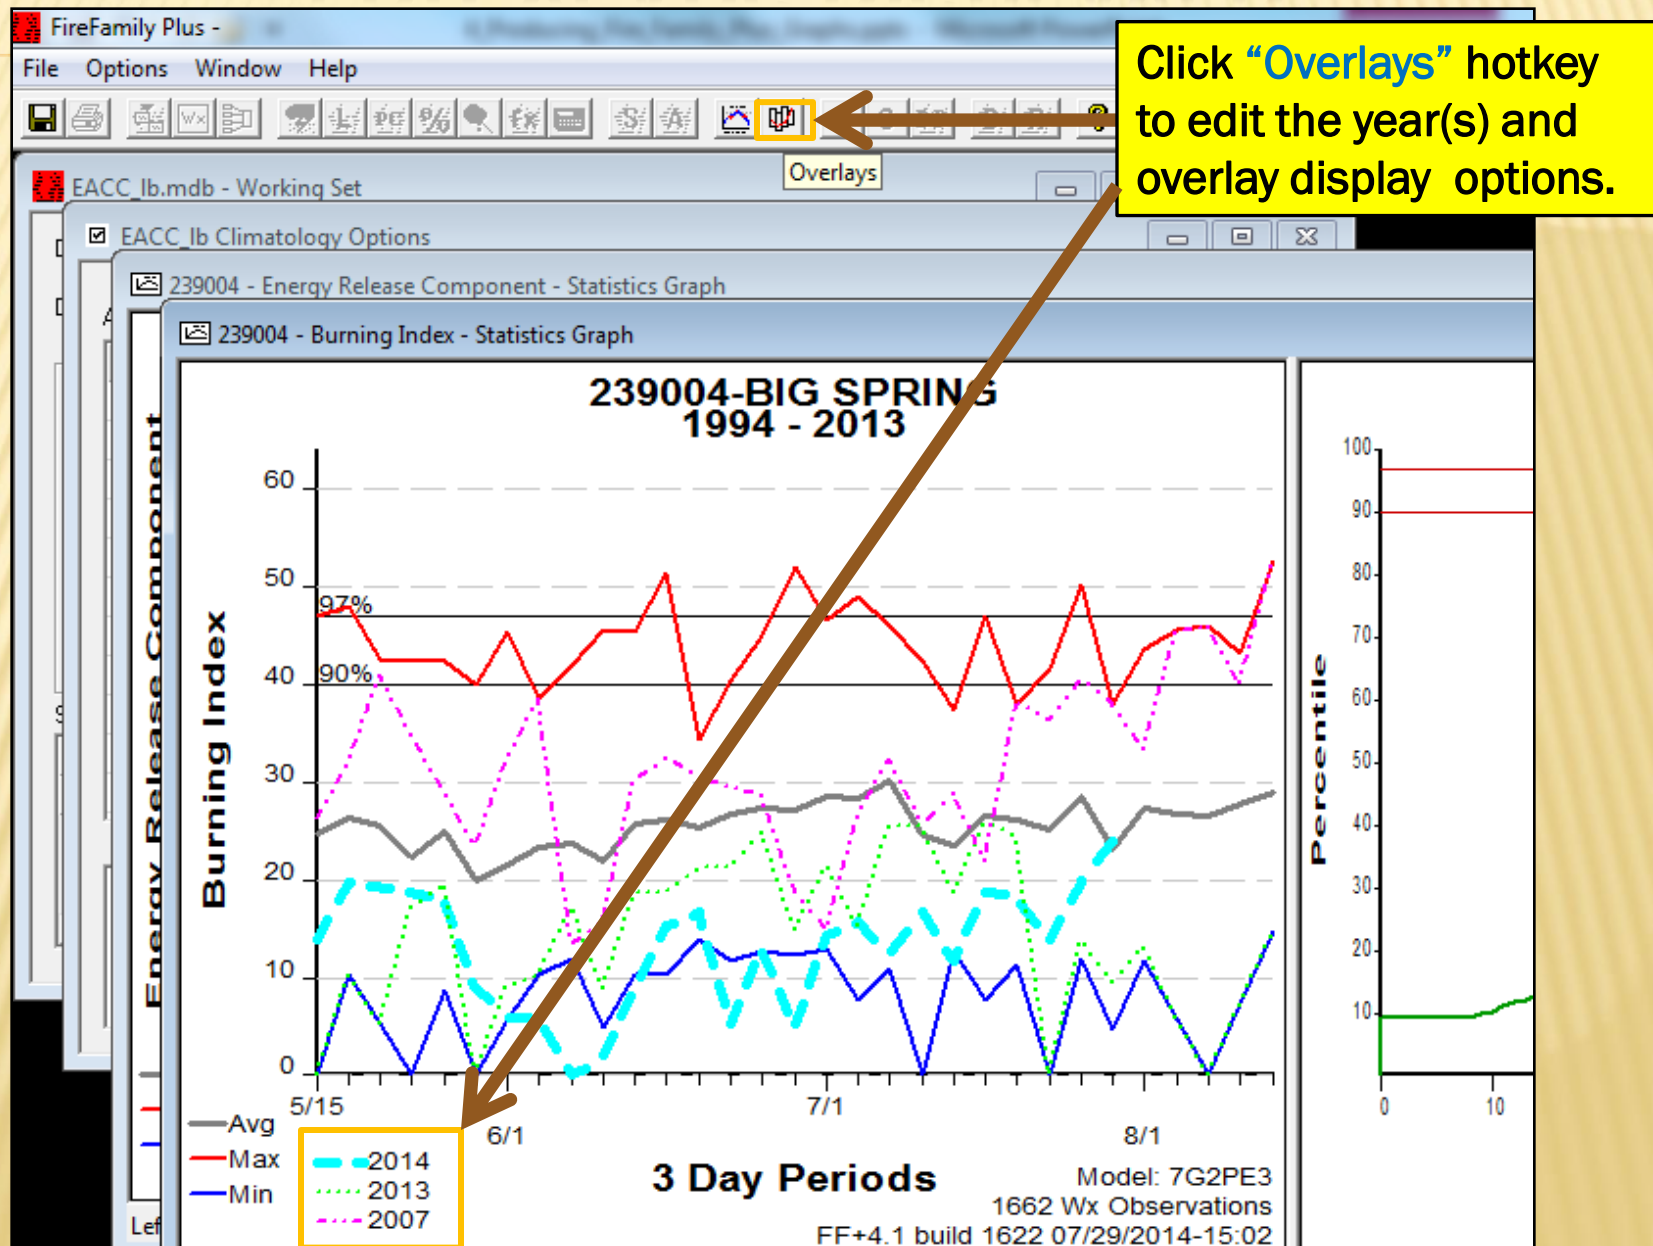 FireFamily Plus -
File Options Window Help
Click “Overlays” hotkey
to edit the year(s) and
overlay display options.
Overlays
EACC_lb.mdb - Working Set
EACC_lb Climatology Options
239004 - Energy Release Component - Statistics Graph
239004 - Burning Index - Statistics Graph
239004-BIG SPRING
1994 - 2013
Energy Release Component
Burning Index
60
50
40
30
20
10
0
97%
90%
5/15
6/1
7/1
8/1
Avg
Max
Min
2014
2013
2007
3 Day Periods
Model: 7G2PE3
1662 Wx Observations
FF+4.1 build 1622 07/29/2014-15:02
Percentile
100
90
80
70
60
50
40
30
20
10
0
10
Lef